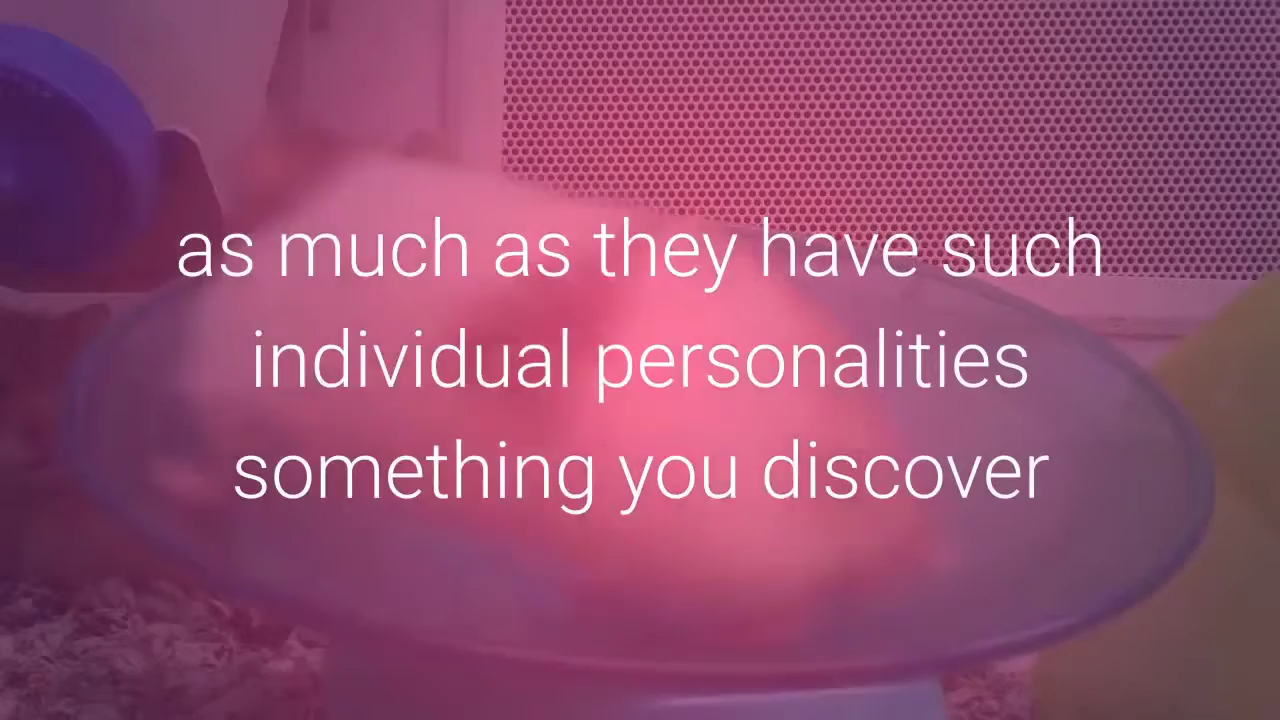 as much as they have such
individual personalities
something you discover